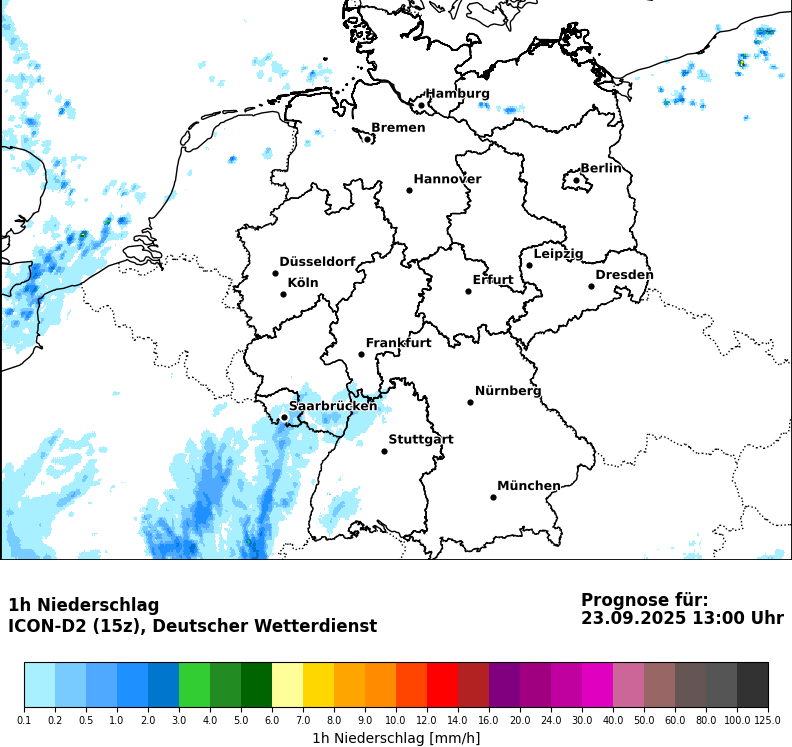 Hamburg
Bremen
Berlin
Hannover
Leipzig
Düsseldorf
Dresden
Köln
Erfurt
Frankfurt
Nürnberg
Saarbrücken
Stuttgart
München
1h Niederschlag
ICON-D2 (15z), Deutscher Wetterdienst
Prognose für:
23.09.2025 13:00 Uhr
0.1 0.2 0.5 1.0 2.0 3.0 4.0 5.0 6.0 7.0 8.0 9.0 10.0 12.0 14.0 16.0 20.0 24.0 30.0 40.0 50.0 60.0 80.0 100.0 125.0
1h Niederschlag [mm/h]